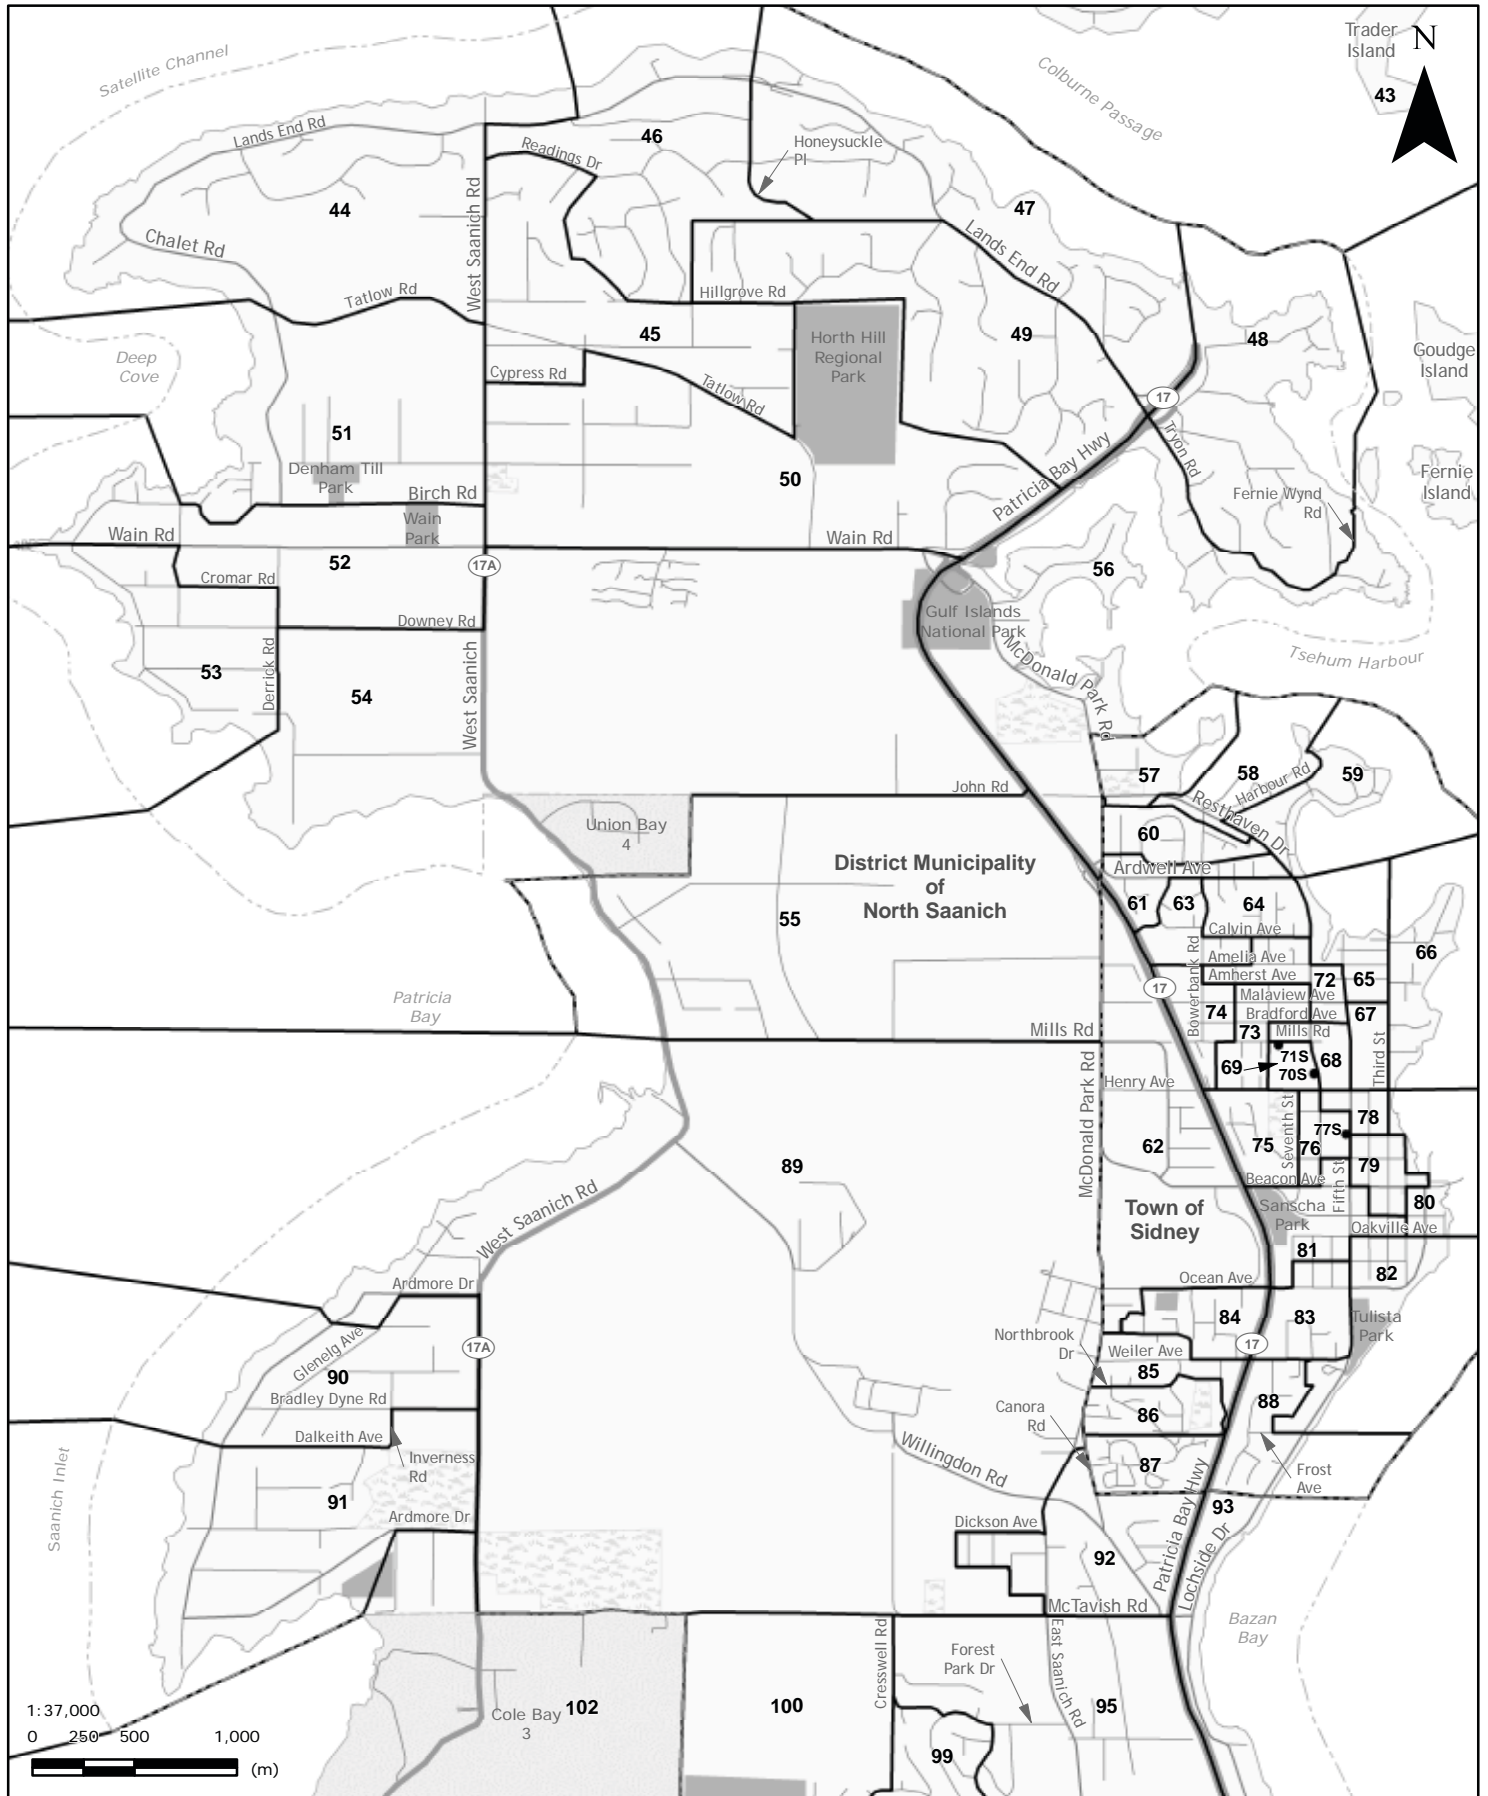 Trader
Island
N
43
Satellite Channel
Colburne Passage
Lands End Rd
46
Honeysuckle
Pl
Readings Dr
44
West Saanich Rd
47
Chalet Rd
Lands End Rd
Tatlow Rd
Hillgrove Rd
45
Horth Hill
Regional
Park
49
48
Goudge
Island
Deep
Cove
Cypress Rd
Tatlow Rd
17
51
Tryon Rd
Patricia Bay Hwy
Denham Till
Park
50
Fernie
Island
Birch Rd
Fernie Wynd
Rd
Wain
Park
Wain Rd
Wain Rd
52
17A
56
Cromar Rd
Gulf Islands
National Park
Downey Rd
McDonald Park Rd
Tsehum Harbour
53
Derrick Rd
54
West Saanich
57
58
Harbour Rd
59
John Rd
Resthaven Dr
Union Bay
4
60
District Municipality
of
North Saanich
Ardwell Ave
61
63
64
55
Calvin Ave
66
Bowerbank Rd
Amelia Ave
Amherst Ave
72
65
17
Malaview Ave
Patricia
Bay
74
Bradford Ave
67
Mills Rd
73
Mills Rd
71S
68
69
70S
Third St
McDonald Park Rd
Henry Ave
78
Seventh St
77S
62
75
76
79
89
Beacon Ave
Fifth St
West Saanich Rd
Town of
Sidney
Sanscha
Park
80
Oakville Ave
81
82
Ardmore Dr
Ocean Ave
84
83
Tulista
Park
Northbrook
Dr
17
17A
Weiler Ave
Glenelg Ave
90
85
Bradley Dyne Rd
88
Canora
Rd
86
Dalkeith Ave
Willingdon Rd
Inverness
Rd
87
Frost
Ave
Saanich Inlet
91
93
Ardmore Dr
Dickson Ave
Patricia Bay Hwy
92
Lochside Dr
McTavish Rd
Bazan
Bay
Cresswell Rd
Forest
Park Dr
East Saanich Rd
Cole Bay
3
102
100
95
99
1:37,000
0 250 500 1,000
(m)